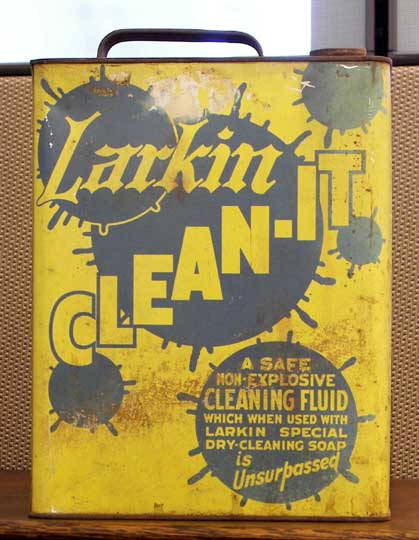 Larkin
CLEAN-IT
A SAFE
NON-EXPLOSIVE
CLEANING FLUID
WHICH WHEN USED WITH
LARKIN SPECIAL
DRY-CLEANING SOAP
is
Unsurpassed